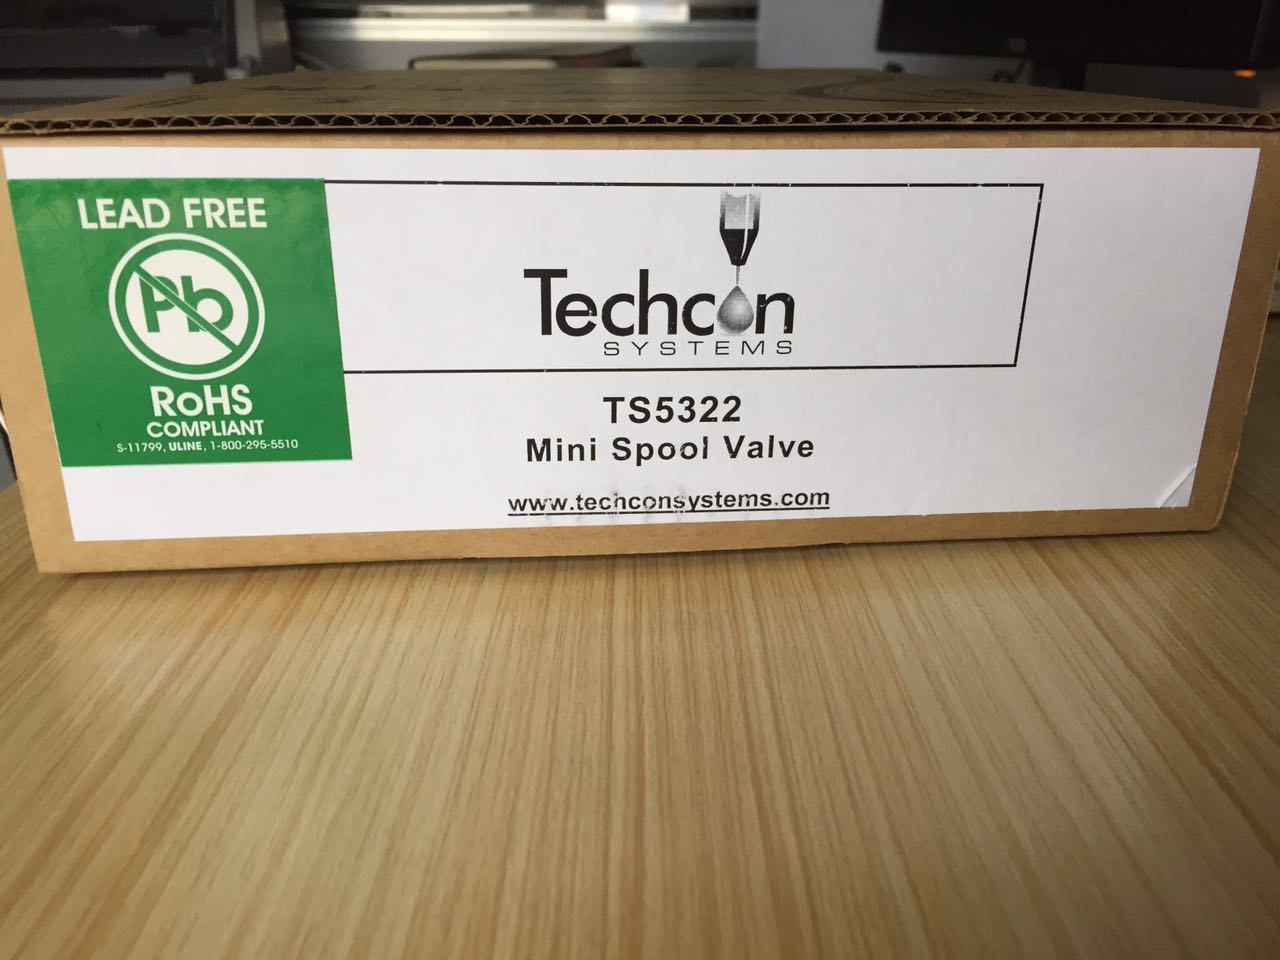 LEAD FREE
Pb
RoHS
COMPLIANT
S-11799, ULINE, 1-800-295-5510
Techcon
SYSTEMS
TS5322
Mini Spool Valve
www.techconsystems.com